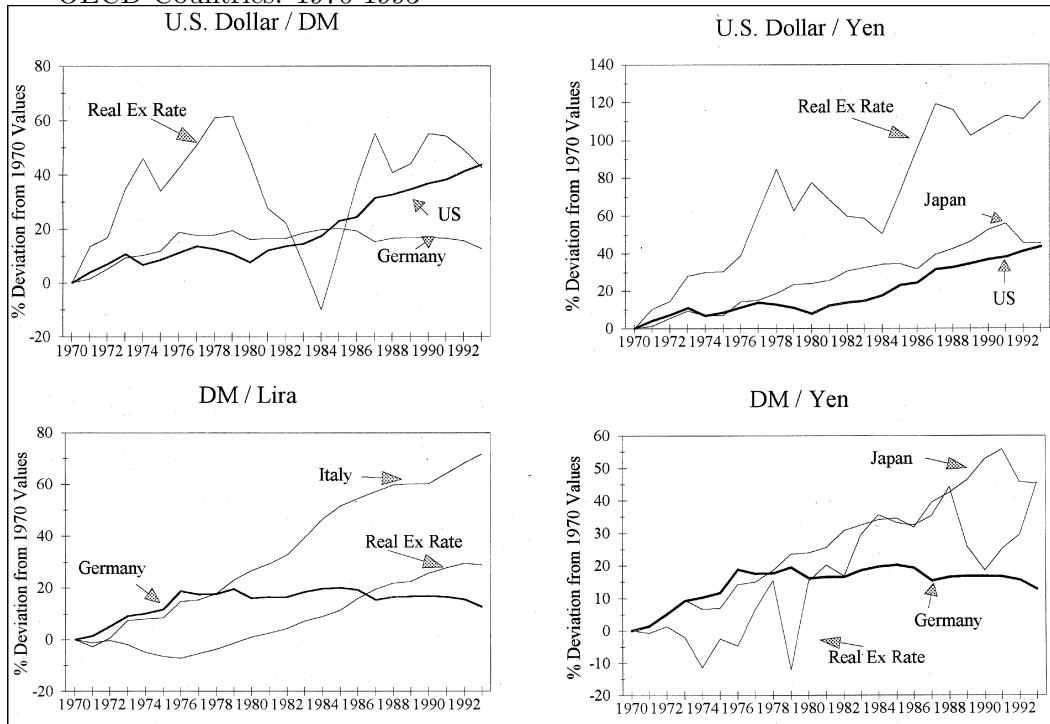 OECD Countries: 1970-1993
U.S. Dollar / DM
% Deviation from 1970 Values
80
60
40
20
0
-20
Real Ex Rate
US
Germany
1970 1972 1974 1976 1978 1980 1982 1984 1986 1988 1990 1992
U.S. Dollar / Yen
% Deviation from 1970 Values
140
120
100
80
60
40
20
0
Real Ex Rate
Japan
US
1970 1972 1974 1976 1978 1980 1982 1984 1986 1988 1990 1992
DM / Lira
% Deviation from 1970 Values
80
60
40
20
0
-20
Italy
Real Ex Rate
Germany
1970 1972 1974 1976 1978 1980 1982 1984 1986 1988 1990 1992
DM / Yen
% Deviation from 1970 Values
60
50
40
30
20
10
0
-10
-20
Japan
Germany
Real Ex Rate
1970 1972 1974 1976 1978 1980 1982 1984 1986 1988 1990 1992